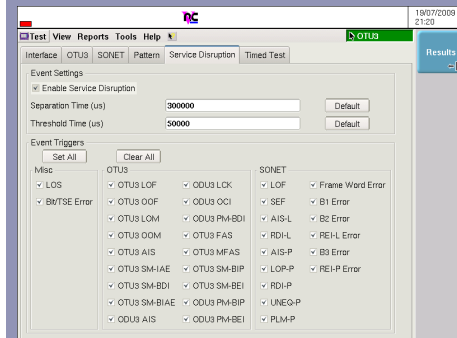 19/07/2009
21:20
Test View Reports Tools Help
OTU3
Results
Interface OTU3 SONET Pattern Service Disruption Timed Test
Event Settings
Enable Service Disruption
Separation Time (us) 300000 Default
Threshold Time (us) 50000 Default
Event Triggers
Set All Clear All
Misc OTU3 SONET
LOS OTU3 LOF ODU3 LCK LOF Frame Word Error
Bit/TSE Error OTU3 OOF ODU3 OCI SEF B1 Error
OTU3 LOM ODU3 PM-BDI AIS-L B2 Error
OTU3 OOM OTU3 FAS RDI-L REI-L Error
OTU3 AIS OTU3 MFAS AIS-P B3 Error
OTU3 SM-IAE OTU3 SM-BIP LOP-P REI-P Error
OTU3 SM-BDI OTU3 SM-BEI RDI-P
OTU3 SM-BIAE ODU3 PM-BIP UNEQ-P
ODU3 AIS ODU3 PM-BEI PLM-P